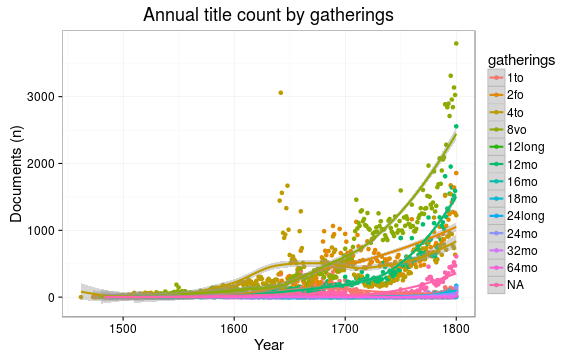 Annual title count by gatherings
Documents (n)
3000
2000
1000
0
1500
1600
1700
1800
Year
gatherings
1to
2fo
4to
8vo
12long
12mo
16mo
18mo
24long
24mo
32mo
64mo
NA